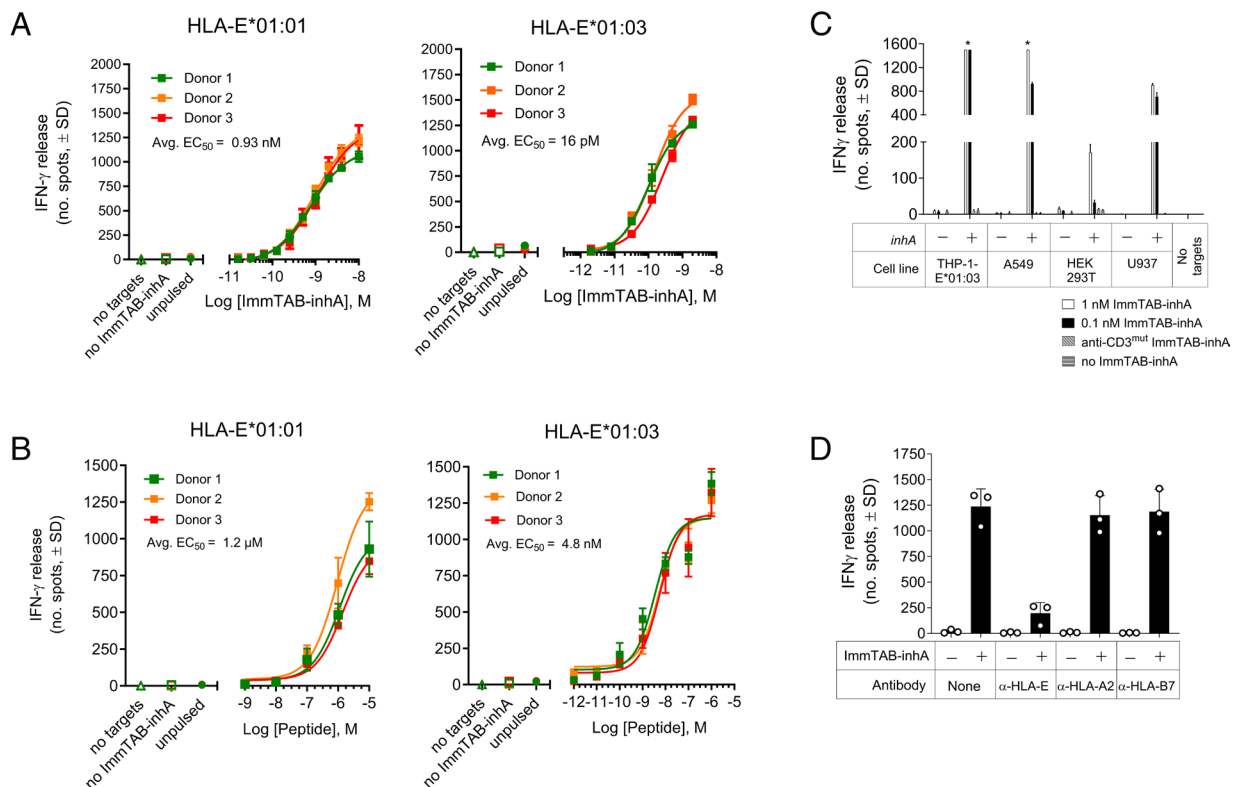 A
HLA-E*01:01
IFN-γ release
(no. spots, ± SD)
2000
1750
1500
1250
1000
750
500
250
0
Donor 1
Donor 2
Donor 3
Avg. EC50 = 0.93 nM
-11 -10 -9 -8
no targets
no ImmTAB-inhA
unpulsed
Log [ImmTAB-inhA], M
HLA-E*01:03
2000
1750
1500
1250
1000
750
500
250
0
Donor 1
Donor 2
Donor 3
Avg. EC50 = 16 pM
-12 -11 -10 -9 -8
no targets
no ImmTAB-inhA
unpulsed
Log [ImmTAB-inhA], M
B
HLA-E*01:01
IFN-γ release
(no. spots, ± SD)
1500
1250
1000
750
500
250
0
Donor 1
Donor 2
Donor 3
Avg. EC50 = 1.2 µM
-9 -8 -7 -6 -5
no targets
no ImmTAB-inhA
unpulsed
Log [Peptide], M
HLA-E*01:03
1500
1250
1000
750
500
250
0
Donor 1
Donor 2
Donor 3
Avg. EC50 = 4.8 nM
-12 -11 -10 -9 -8 -7 -6 -5
no targets
no ImmTAB-inhA
unpulsed
Log [Peptide], M
C
IFNγ release
(no. spots, ± SD)
1600
1200
800
400
200
100
0
* *
inhA − + − + − + − +
Cell line
THP-1-
E*01:03
A549
HEK
293T
U937
No
targets
1 nM ImmTAB-inhA
0.1 nM ImmTAB-inhA
anti-CD3mut ImmTAB-inhA
no ImmTAB-inhA
D
IFNγ release
(no. spots, ± SD)
1750
1500
1250
1000
750
500
250
0
ImmTAB-inhA − + − + − + − +
Antibody None α-HLA-E α-HLA-A2 α-HLA-B7